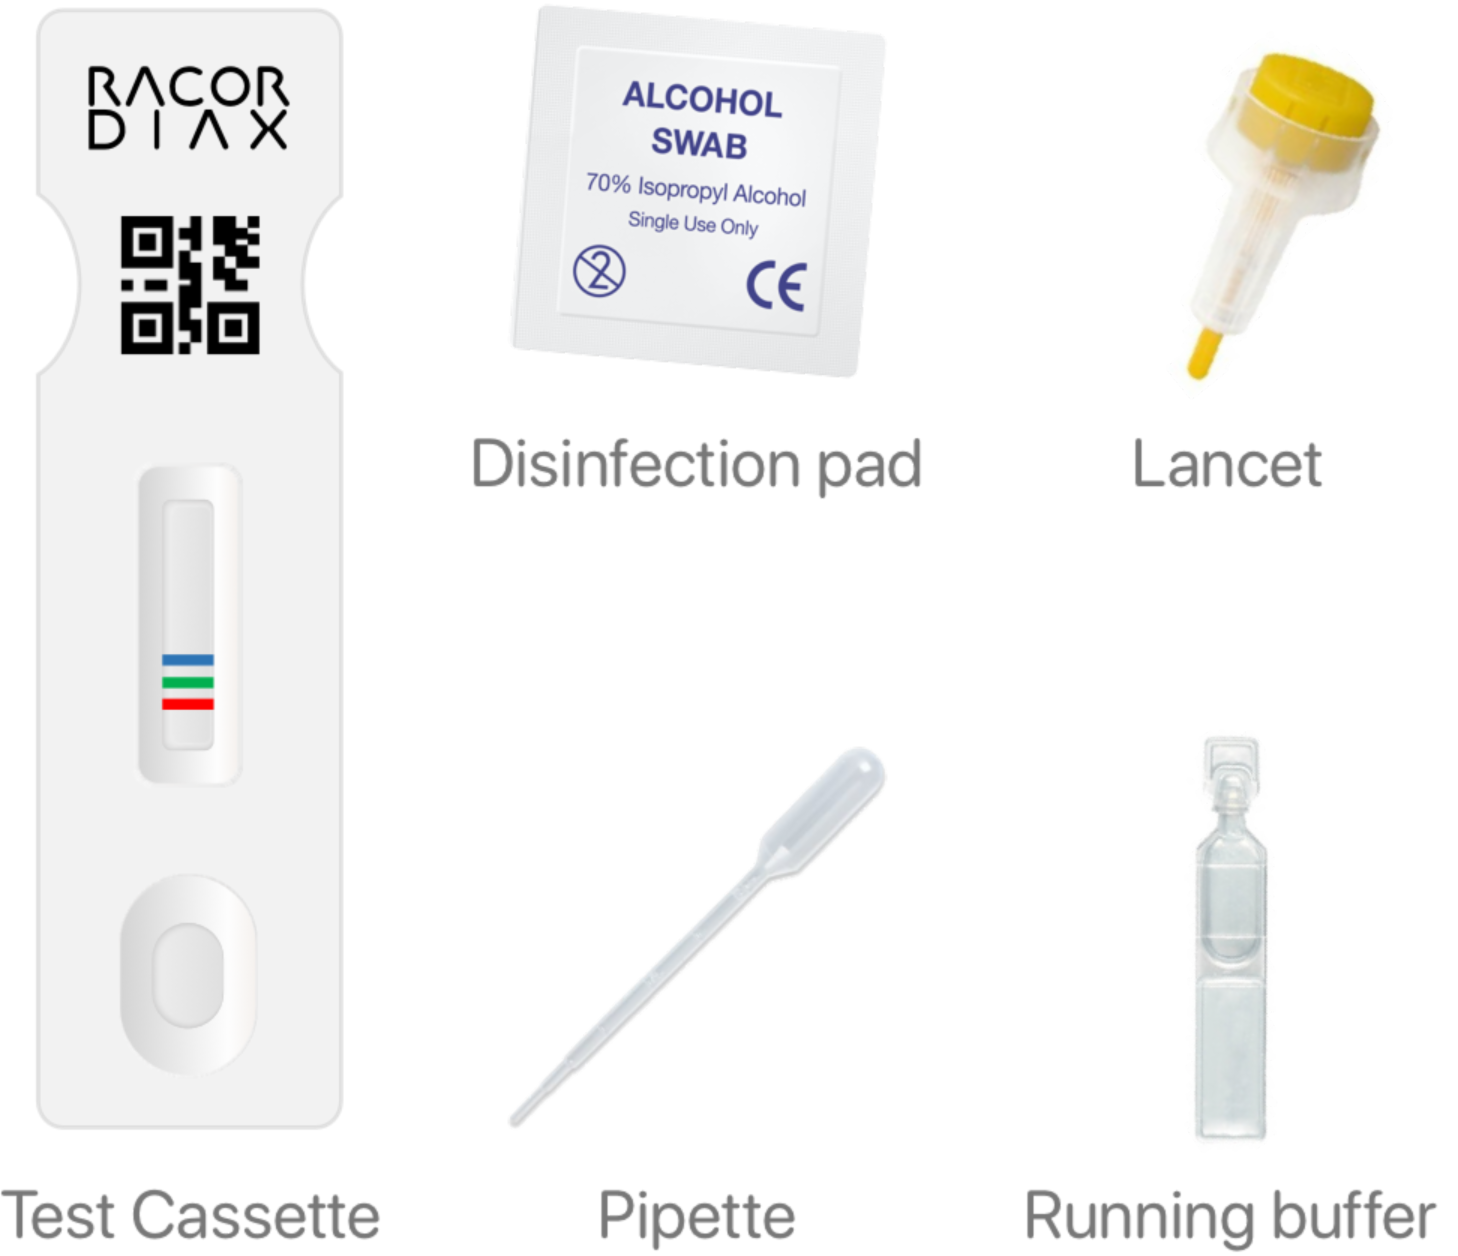 RACOR
DIAX
ALCOHOL
SWAB
70% Isopropyl Alcohol
Single Use Only
2
CE
Disinfection pad
Lancet
Test Cassette
Pipette
Running buffer